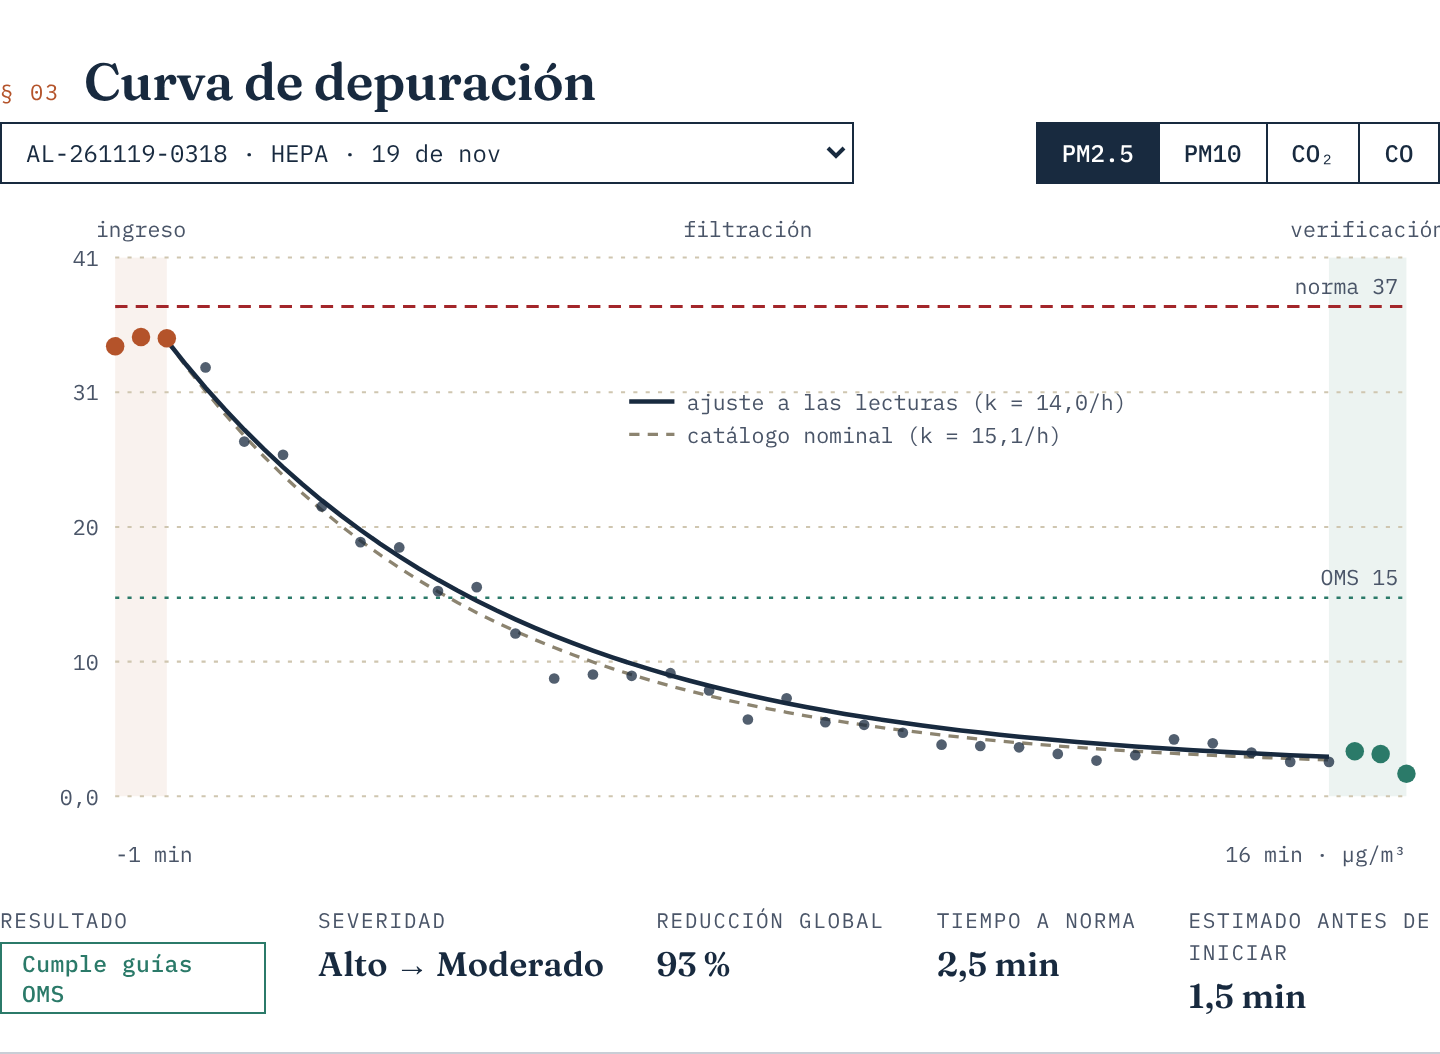 § 03 Curva de depuración
AL-261119-0318 · HEPA · 19 de nov
PM2.5 PM10 CO₂ CO
ingreso filtración verificación
41
norma 37
31
ajuste a las lecturas (k = 14,0/h)
catálogo nominal (k = 15,1/h)
20
OMS 15
10
0,0
-1 min 16 min · µg/m³
RESULTADO
Cumple guías
OMS
SEVERIDAD
Alto → Moderado
REDUCCIÓN GLOBAL
93 %
TIEMPO A NORMA
2,5 min
ESTIMADO ANTES DE
INICIAR
1,5 min